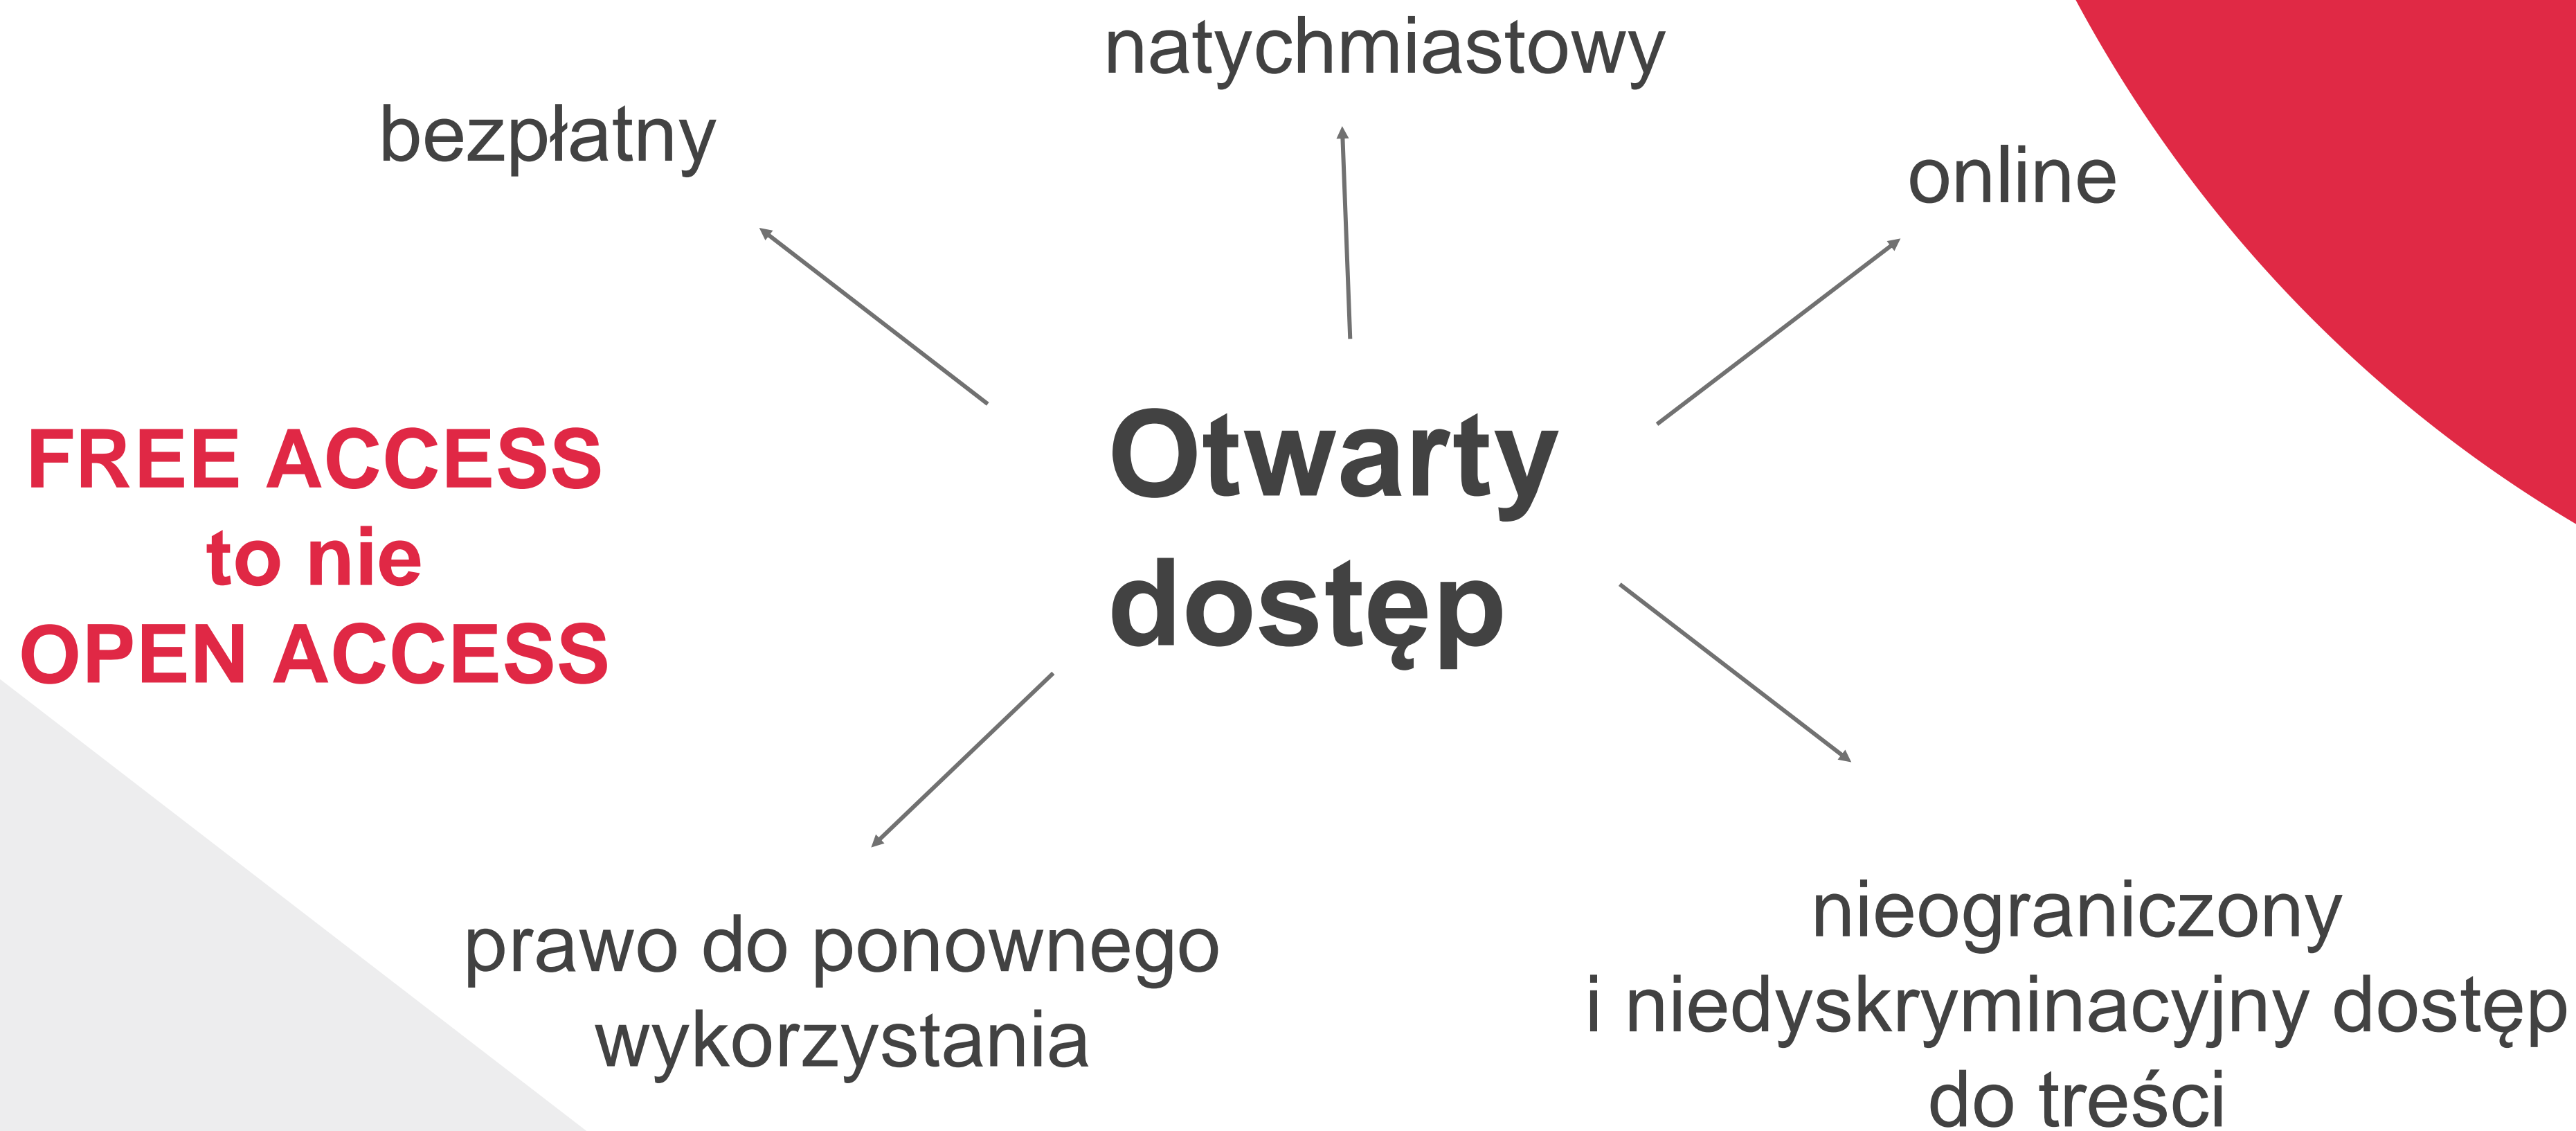 natychmiastowy
bezpłatny
online
FREE ACCESS
to nie
OPEN ACCESS
Otwarty
dostęp
prawo do ponownego
wykorzystania
nieograniczony
i niedyskryminacyjny dostęp
do treści